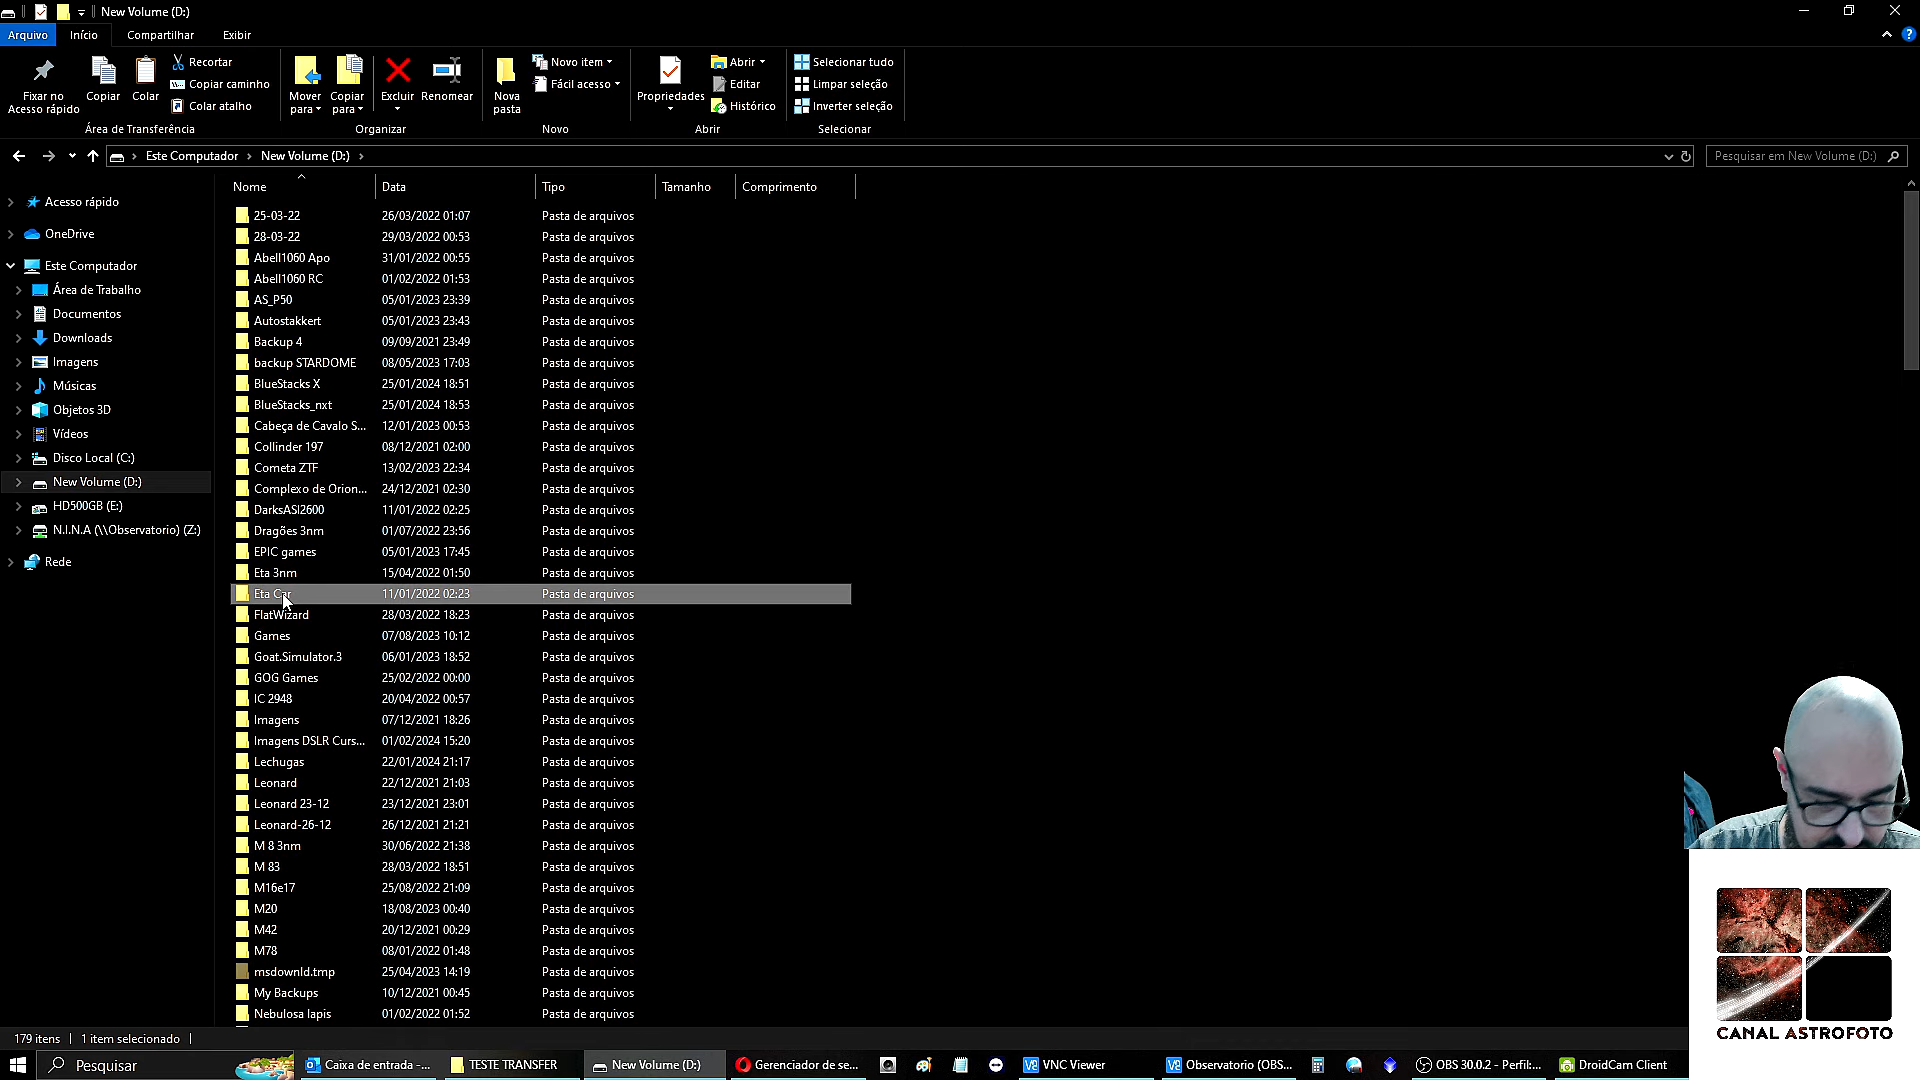 New Volume (D:)
Arquivo Início Compartilhar Exibir
Fixar no Acesso rápido
Copiar
Colar
Recortar
Copiar caminho
Colar atalho
Área de Transferência
Mover para
Copiar para
Excluir
Renomear
Organizar
Nova pasta
Novo item
Fácil acesso
Novo
Propriedades
Abrir
Editar
Histórico
Abrir
Selecionar tudo
Limpar seleção
Inverter seleção
Selecionar
Este Computador > New Volume (D:) >
Pesquisar em New Volume (D:)
Acesso rápido
OneDrive
Este Computador
Área de Trabalho
Documentos
Downloads
Imagens
Músicas
Objetos 3D
Vídeos
Disco Local (C:)
New Volume (D:)
HD500GB (E:)
N.I.N.A (\\Observatorio) (Z:)
Rede
Nome Data Tipo Tamanho Comprimento
25-03-22 26/03/2022 01:07 Pasta de arquivos
28-03-22 29/03/2022 00:53 Pasta de arquivos
Abell1060 Apo 31/01/2022 00:55 Pasta de arquivos
Abell1060 RC 01/02/2022 01:53 Pasta de arquivos
AS_P50 05/01/2023 23:39 Pasta de arquivos
Autostakkert 05/01/2023 23:43 Pasta de arquivos
Backup 4 09/09/2021 23:49 Pasta de arquivos
backup STARDOME 08/05/2023 17:03 Pasta de arquivos
BlueStacks X 25/01/2024 18:51 Pasta de arquivos
BlueStacks_nxt 25/01/2024 18:53 Pasta de arquivos
Cabeça de Cavalo S... 12/01/2023 00:53 Pasta de arquivos
Collinder 197 08/12/2021 02:00 Pasta de arquivos
Cometa ZTF 13/02/2023 22:34 Pasta de arquivos
Complexo de Orion... 24/12/2021 02:30 Pasta de arquivos
DarksASI2600 11/01/2022 02:25 Pasta de arquivos
Dragões 3nm 01/07/2022 23:56 Pasta de arquivos
EPIC games 05/01/2023 17:45 Pasta de arquivos
Eta 3nm 15/04/2022 01:50 Pasta de arquivos
Eta Car 11/01/2022 02:23 Pasta de arquivos
FlatWizard 28/03/2022 18:23 Pasta de arquivos
Games 07/08/2023 10:12 Pasta de arquivos
Goat.Simulator.3 06/01/2023 18:52 Pasta de arquivos
GOG Games 25/02/2022 00:00 Pasta de arquivos
IC 2948 20/04/2022 00:57 Pasta de arquivos
Imagens 07/12/2021 18:26 Pasta de arquivos
Imagens DSLR Curs... 01/02/2024 15:20 Pasta de arquivos
Lechugas 22/01/2024 21:17 Pasta de arquivos
Leonard 22/12/2021 21:03 Pasta de arquivos
Leonard 23-12 23/12/2021 23:01 Pasta de arquivos
Leonard-26-12 26/12/2021 21:21 Pasta de arquivos
M 8 3nm 30/06/2022 21:38 Pasta de arquivos
M 83 28/03/2022 18:51 Pasta de arquivos
M16e17 25/08/2022 21:09 Pasta de arquivos
M20 18/08/2023 00:40 Pasta de arquivos
M42 20/12/2021 00:29 Pasta de arquivos
M78 08/01/2022 01:48 Pasta de arquivos
msdownld.tmp 25/04/2023 14:19 Pasta de arquivos
My Backups 10/12/2021 00:45 Pasta de arquivos
Nebulosa lapis 01/02/2022 01:52 Pasta de arquivos
CANAL ASTROFOTO
179 itens 1 item selecionado
Pesquisar
Caixa de entrada -...
TESTE TRANSFER
New Volume (D:)
Gerenciador de se...
VNC Viewer
Observatorio (OBS...
OBS 30.0.2 - Perfil:...
DroidCam Client